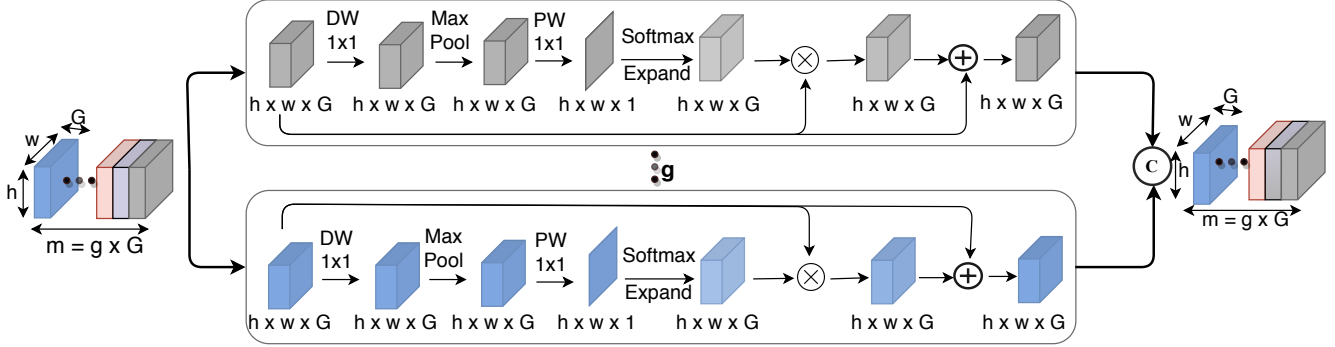 DW
1x1
Max
Pool
PW
1x1
Softmax
Expand
h x w x G
h x w x G
h x w x G
h x w x 1
h x w x G
h x w x G
h x w x G
G
w
h
m = g x G
g
C
G
w
h
m = g x G
DW
1x1
Max
Pool
PW
1x1
Softmax
Expand
h x w x G
h x w x G
h x w x G
h x w x 1
h x w x G
h x w x G
h x w x G